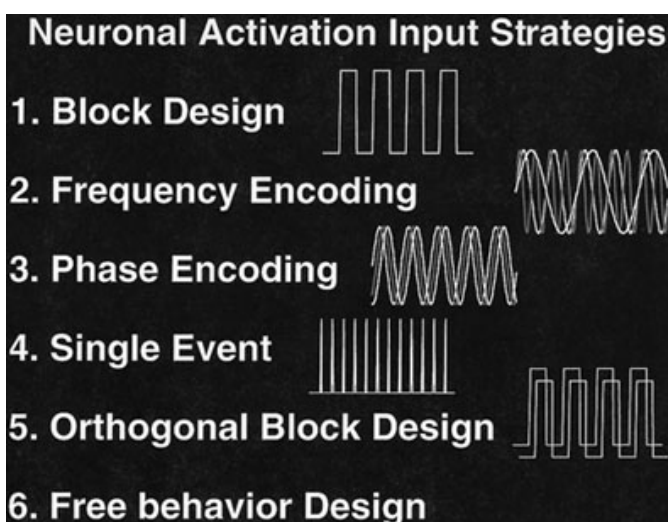 Neuronal Activation Input Strategies
1. Block Design
2. Frequency Encoding
3. Phase Encoding
4. Single Event
5. Orthogonal Block Design
6. Free behavior Design